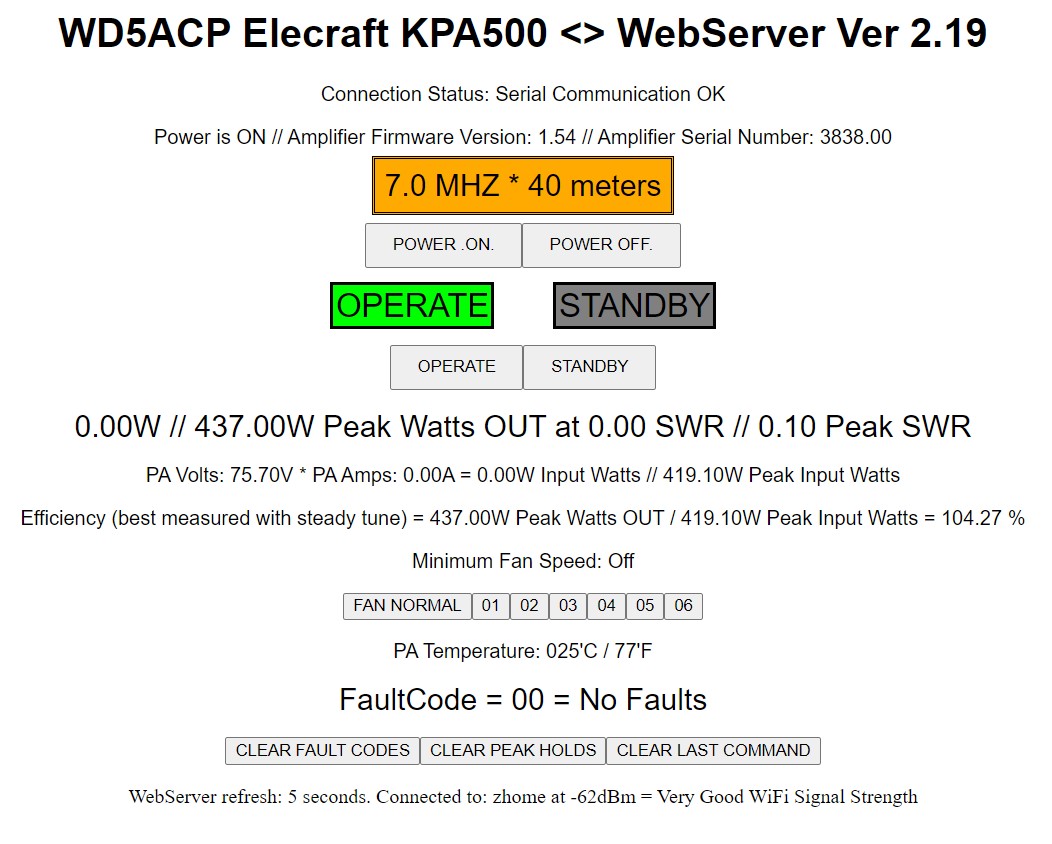 WD5ACP Elecraft KPA500 <> WebServer Ver 2.19
Connection Status: Serial Communication OK
Power is ON // Amplifier Firmware Version: 1.54 // Amplifier Serial Number: 3838.00
7.0 MHZ * 40 meters
POWER .ON. POWER OFF.
OPERATE STANDBY
OPERATE STANDBY
0.00W // 437.00W Peak Watts OUT at 0.00 SWR // 0.10 Peak SWR
PA Volts: 75.70V * PA Amps: 0.00A = 0.00W Input Watts // 419.10W Peak Input Watts
Efficiency (best measured with steady tune) = 437.00W Peak Watts OUT / 419.10W Peak Input Watts = 104.27 %
Minimum Fan Speed: Off
FAN NORMAL 01 02 03 04 05 06
PA Temperature: 025'C / 77'F
FaultCode = 00 = No Faults
CLEAR FAULT CODES CLEAR PEAK HOLDS CLEAR LAST COMMAND
WebServer refresh: 5 seconds. Connected to: zhome at -62dBm = Very Good WiFi Signal Strength